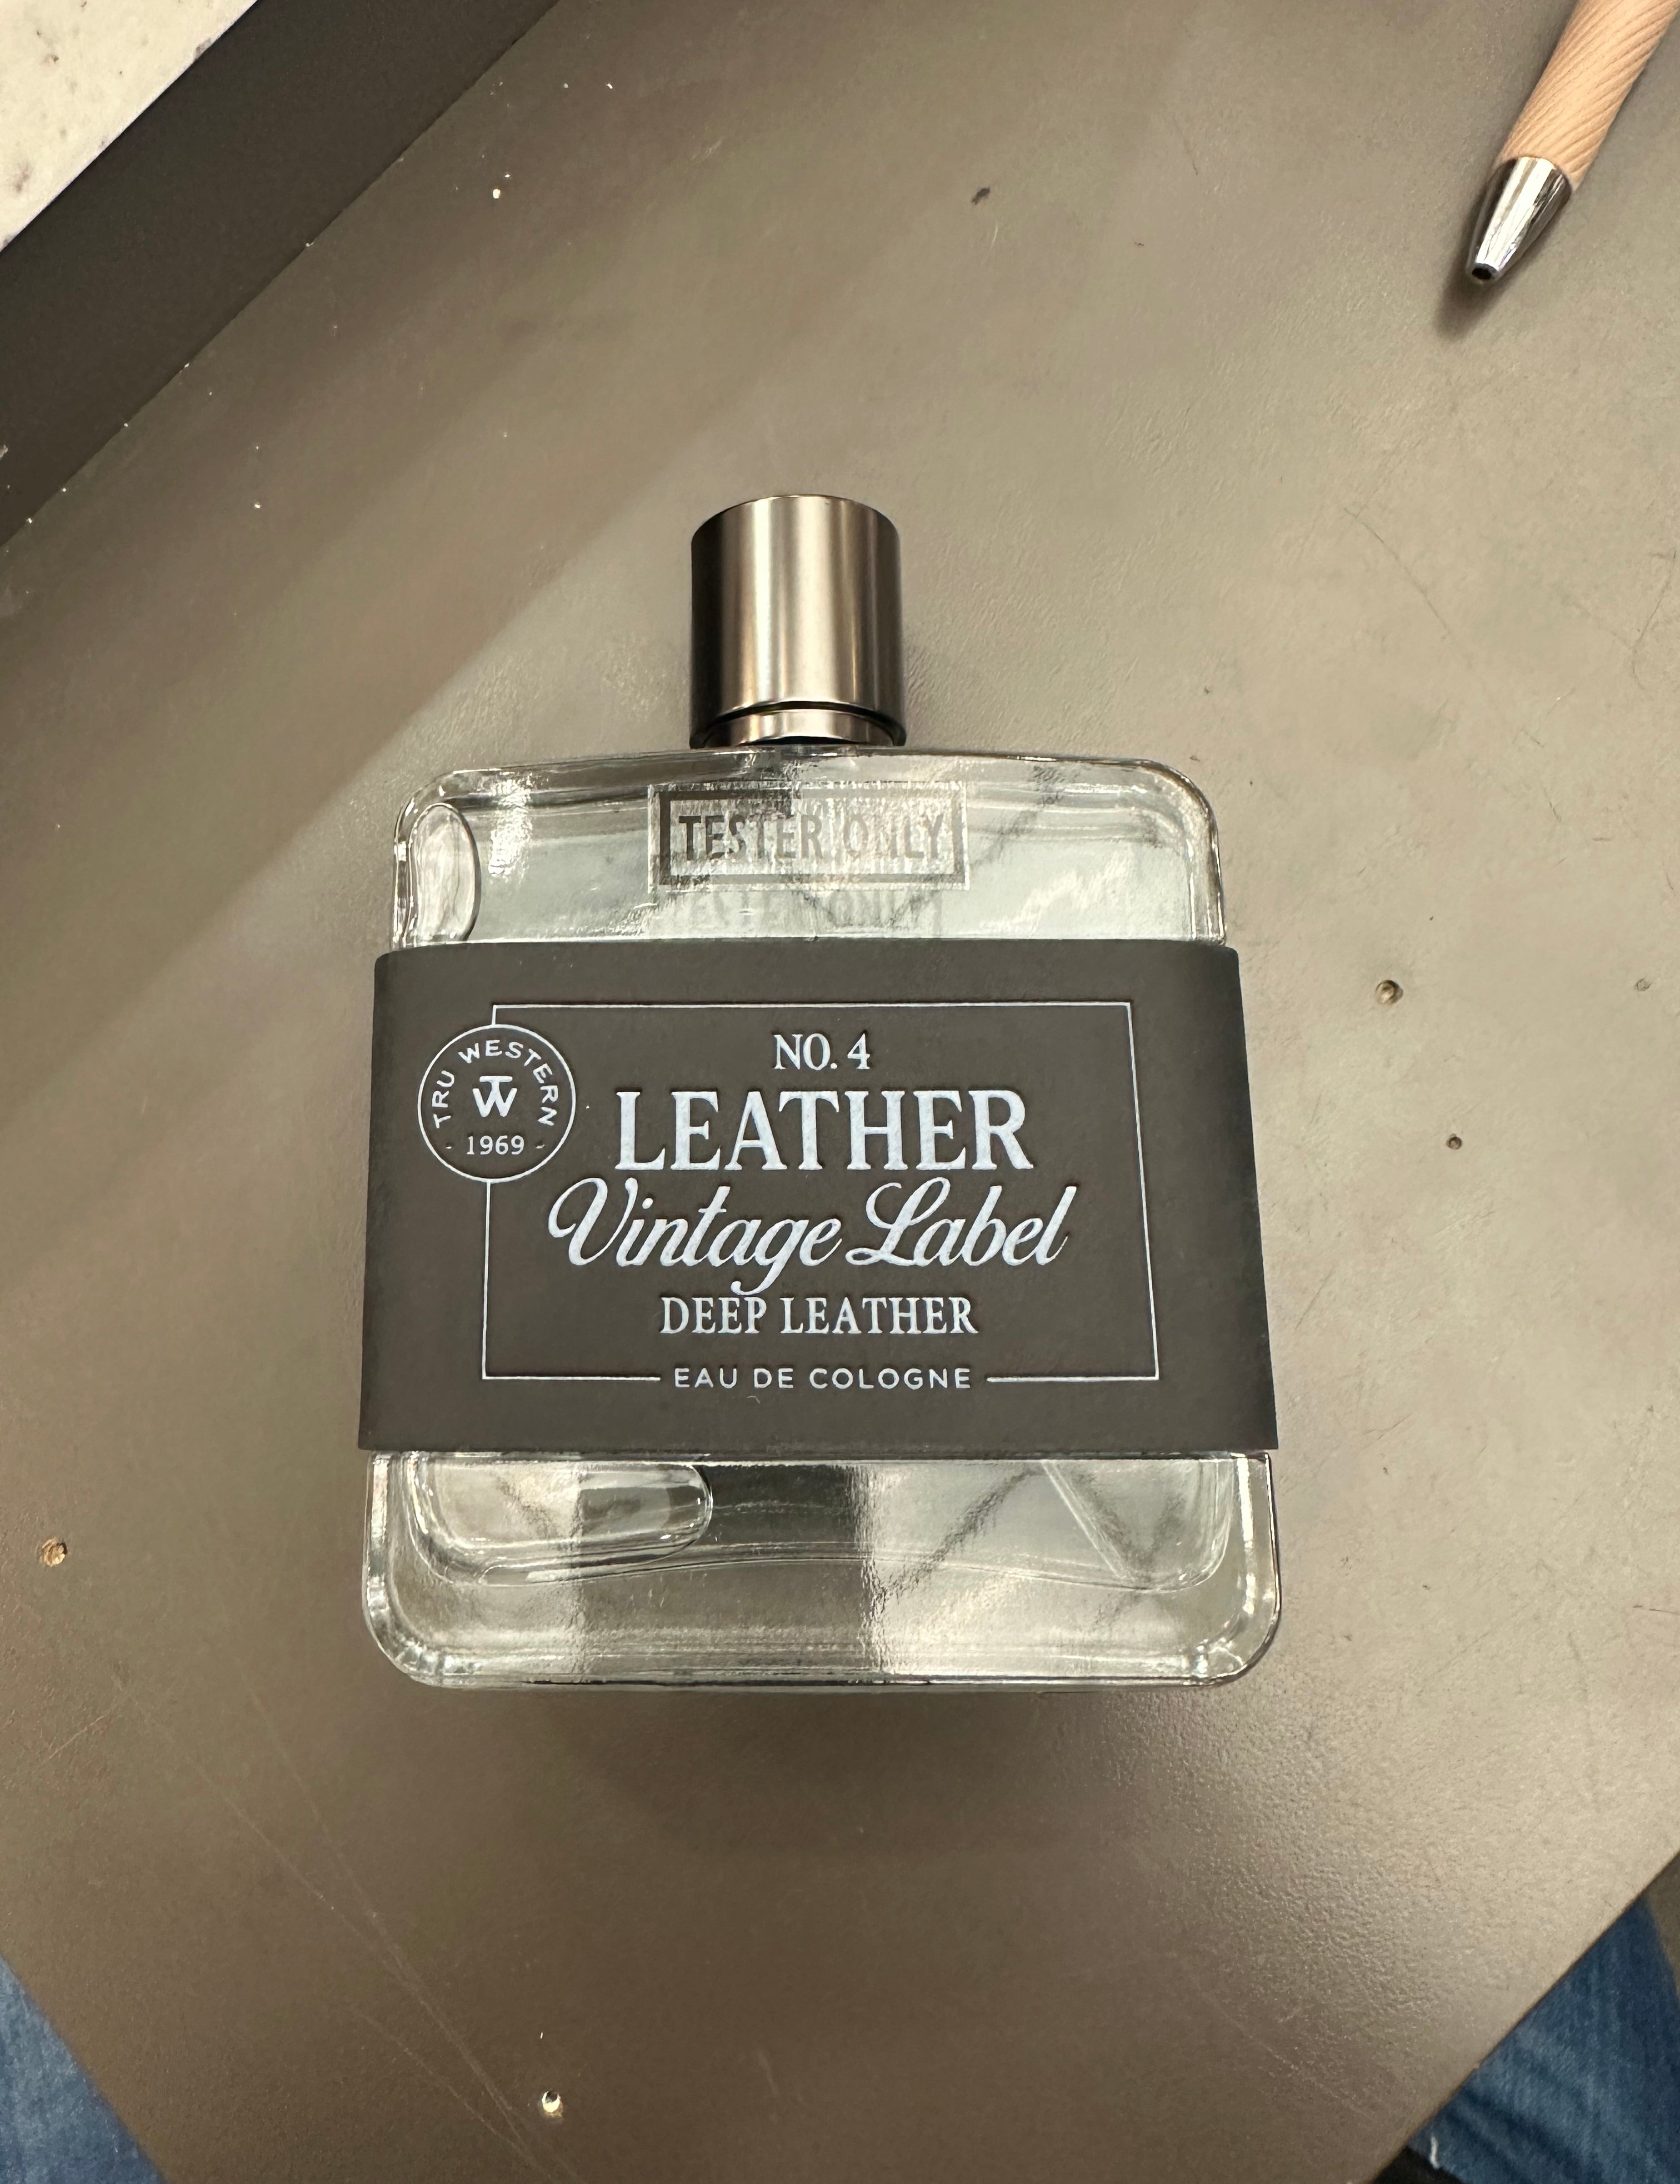 TESTER ONLY
TRU WESTERN
TW
1969
NO. 4
LEATHER
Vintage Label
DEEP LEATHER
EAU DE COLOGNE